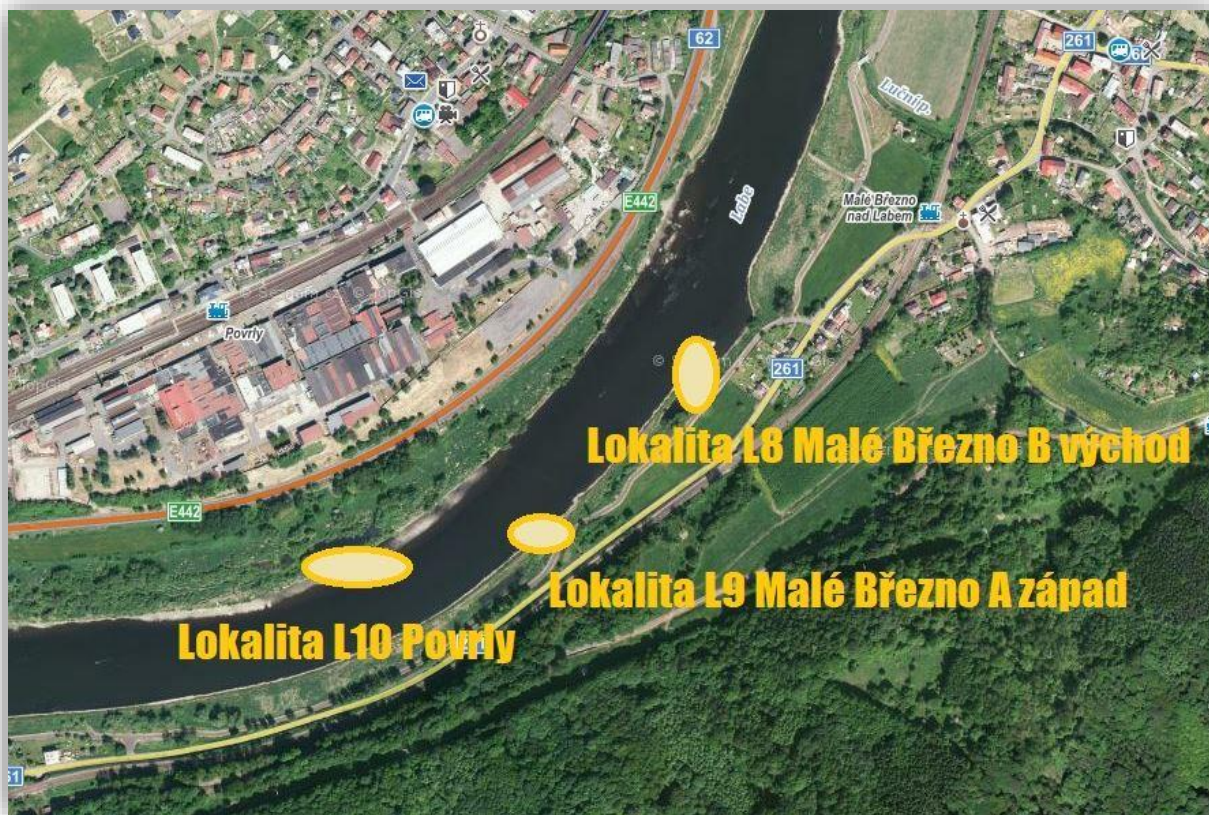 62
261
Luční p.
E442
Labe
Malé Březno
nad Labem
Povrly
261
Lokalita L8 Malé Březno B východ
E442
Lokalita L9 Malé Březno A západ
Lokalita L10 Povrly